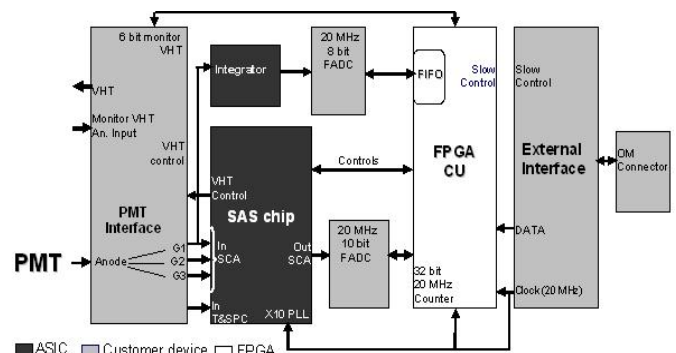 6 bit monitor
VHT
VHT
Monitor VHT
An. Input
VHT
control
PMT
Interface
PMT
Anode
G1
G2
G3
Integrator
20 MHz
8 bit
FADC
VHT
Control
SAS chip
In
SCA
Out
SCA
In
T&SPC
X10 PLL
Controls
20 MHz
10 bit
FADC
FIFO
Slow
Control
FPGA
CU
32 bit
20 MHz
Counter
Slow
Control
External
Interface
DATA
Clock (20 MHz)
OM
Connector
ASIC
Customer device
FPGA